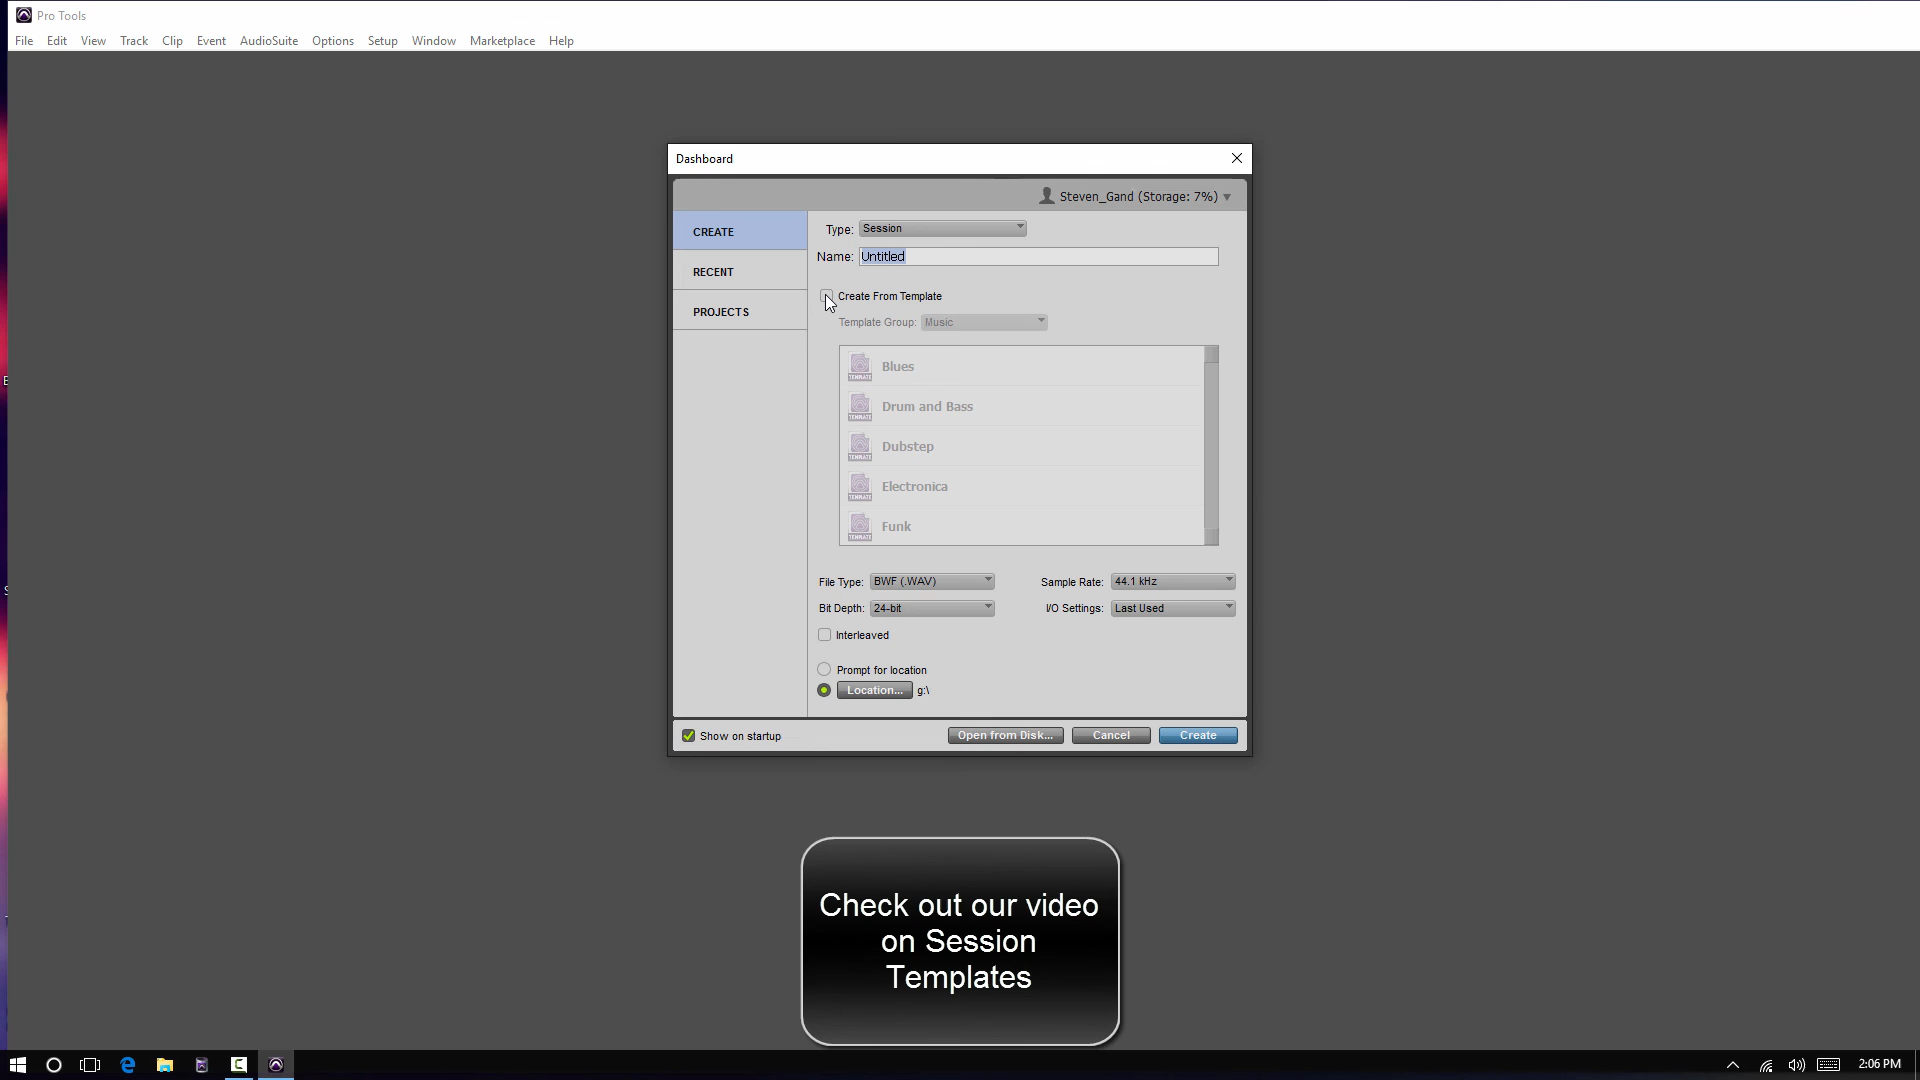 Pro Tools
File Edit View Track Clip Event AudioSuite Options Setup Window Marketplace Help
Dashboard
Steven_Gand (Storage: 7%)
CREATE
RECENT
PROJECTS
Type: Session
Name: Untitled
Create From Template
Template Group: Music
Blues
Drum and Bass
Dubstep
Electronica
Funk
File Type: BWF (.WAV) Sample Rate: 44.1 kHz
Bit Depth: 24-bit I/O Settings: Last Used
Interleaved
Prompt for location
Location... g:\
Show on startup Open from Disk... Cancel Create
Check out our video
on Session
Templates
2:06 PM